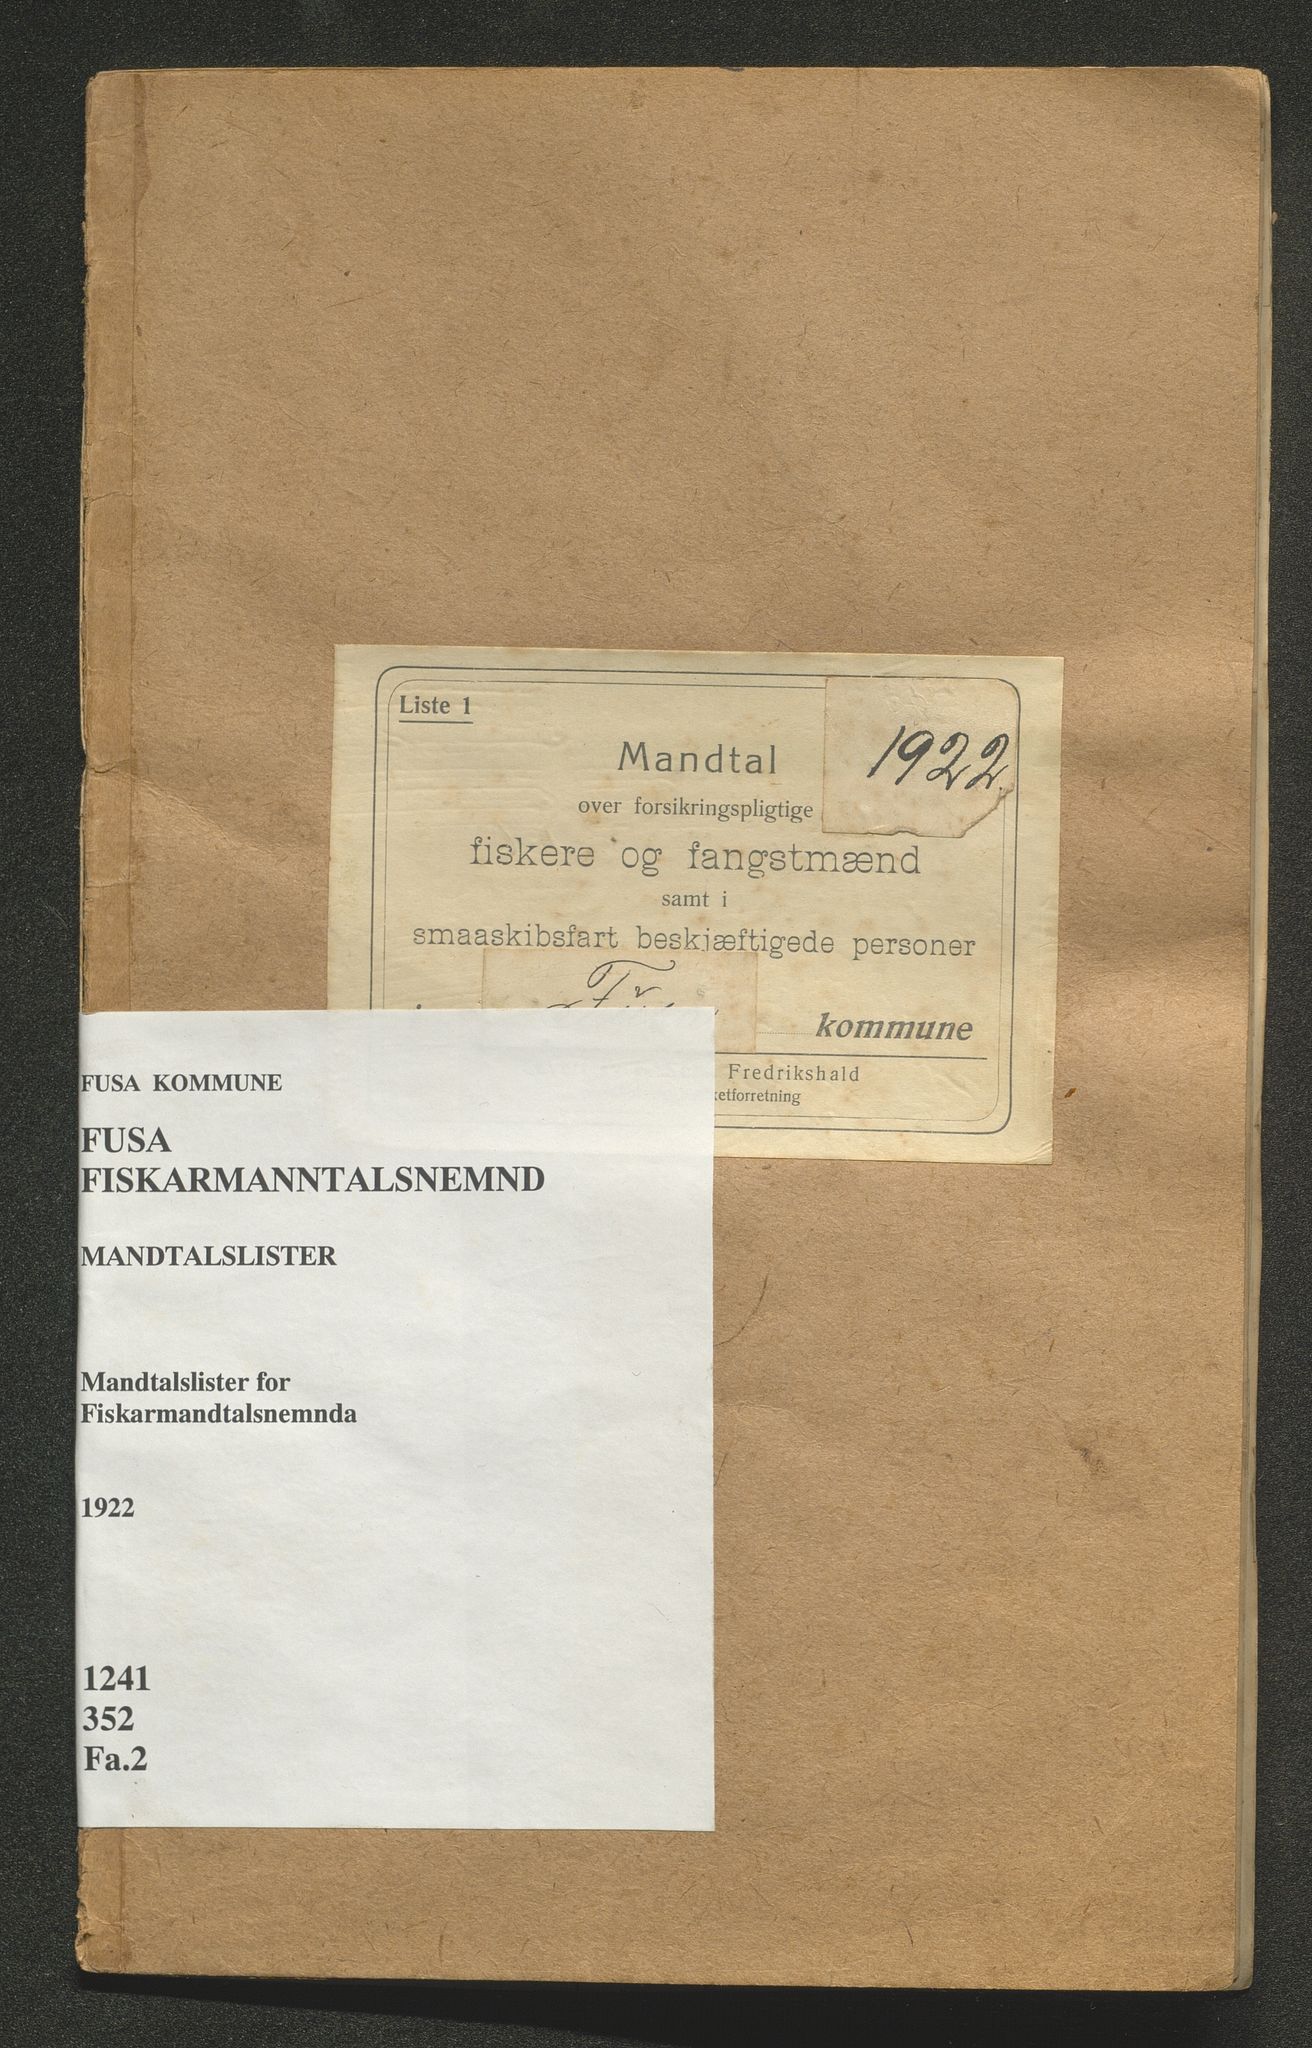 Liste 1
1922
Mandtal
over forsikringspligtige
fiskere og fangstmænd
samt i
smaaskibsfart beskjæftigede personer
kommune
Fredrikshald
ketforretning
FUSA KOMMUNE
FUSA
FISKARMANNTALSNEMND
MANDTALSLISTER
Mandtalslister for
Fiskarmandtalsnemnda
1922
1241
352
Fa.2